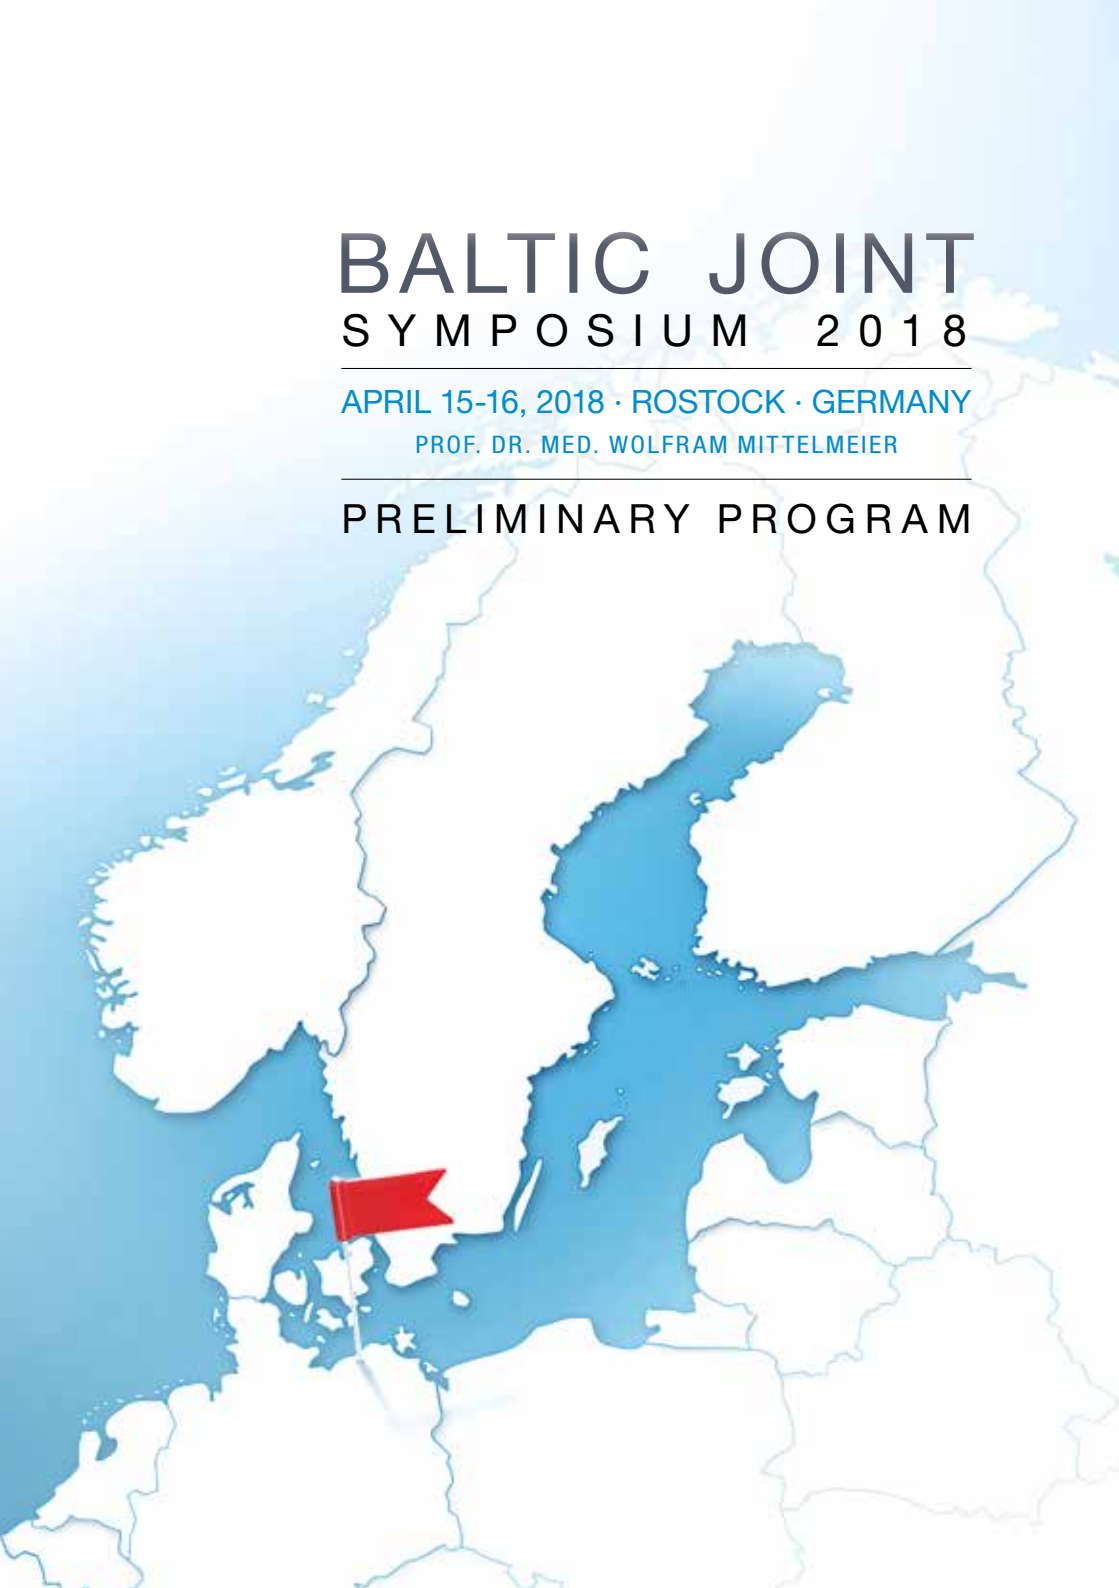 BALTIC JOINT
SYMPOSIUM 2018
APRIL 15-16, 2018 · ROSTOCK · GERMANY
PROF. DR. MED. WOLFRAM MITTELMEIER
PRELIMINARY PROGRAM